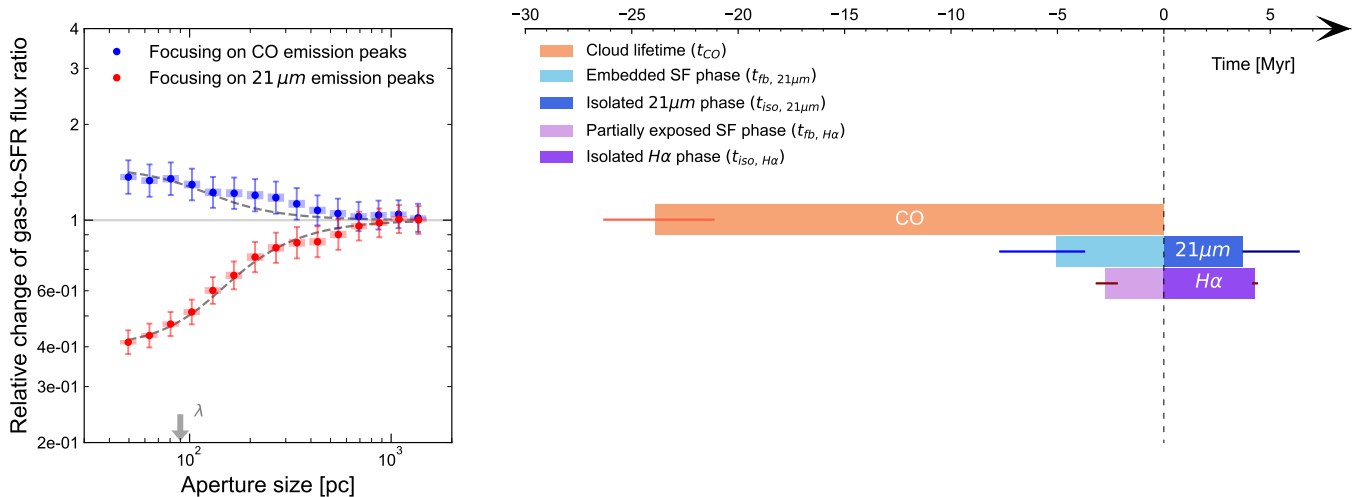 Relative change of gas-to-SFR flux ratio
4
3
2
1
6e-01
4e-01
3e-01
2e-01
Focusing on CO emission peaks
Focusing on 21 μm emission peaks
λ
10²
10³
Aperture size [pc]
−30
−25
−20
−15
−10
−5
0
5
Time [Myr]
Cloud lifetime (t_CO)
Embedded SF phase (t_fb, 21μm)
Isolated 21μm phase (t_iso, 21μm)
Partially exposed SF phase (t_fb, Hα)
Isolated Hα phase (t_iso, Hα)
CO
21μm
Hα